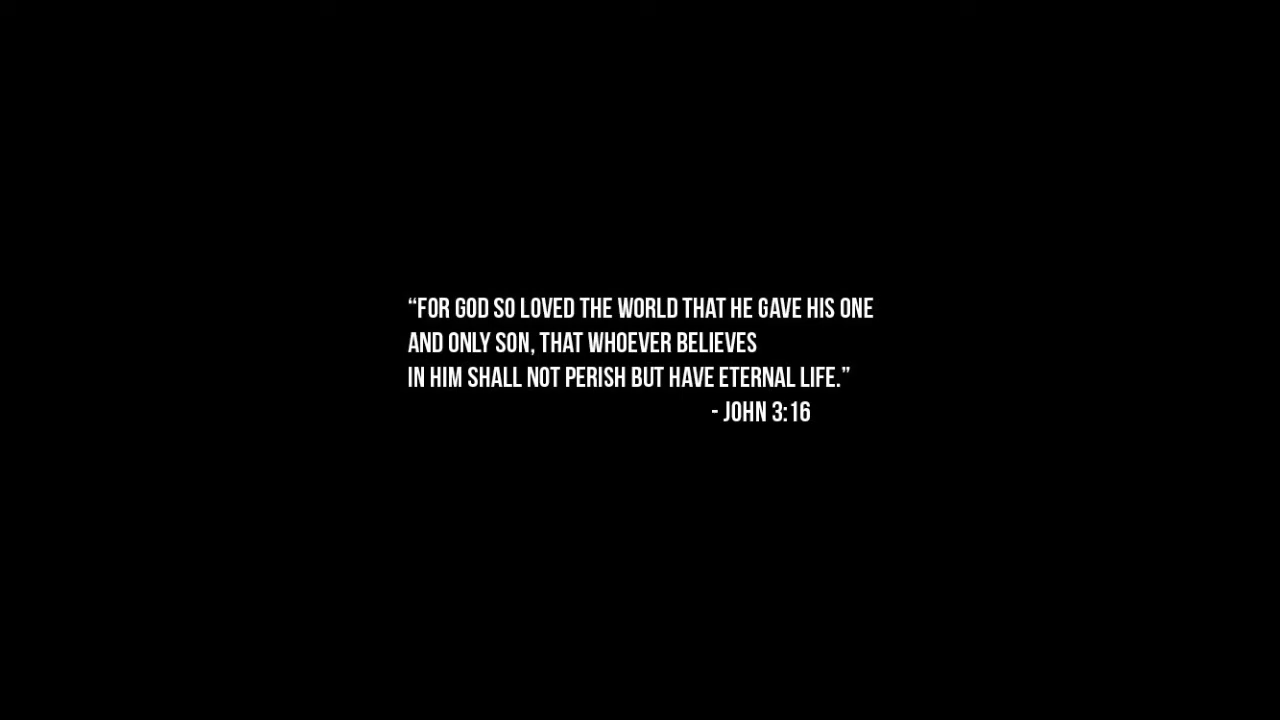 “FOR GOD SO LOVED THE WORLD THAT HE GAVE HIS ONE
AND ONLY SON, THAT WHOEVER BELIEVES
IN HIM SHALL NOT PERISH BUT HAVE ETERNAL LIFE.”
- JOHN 3:16